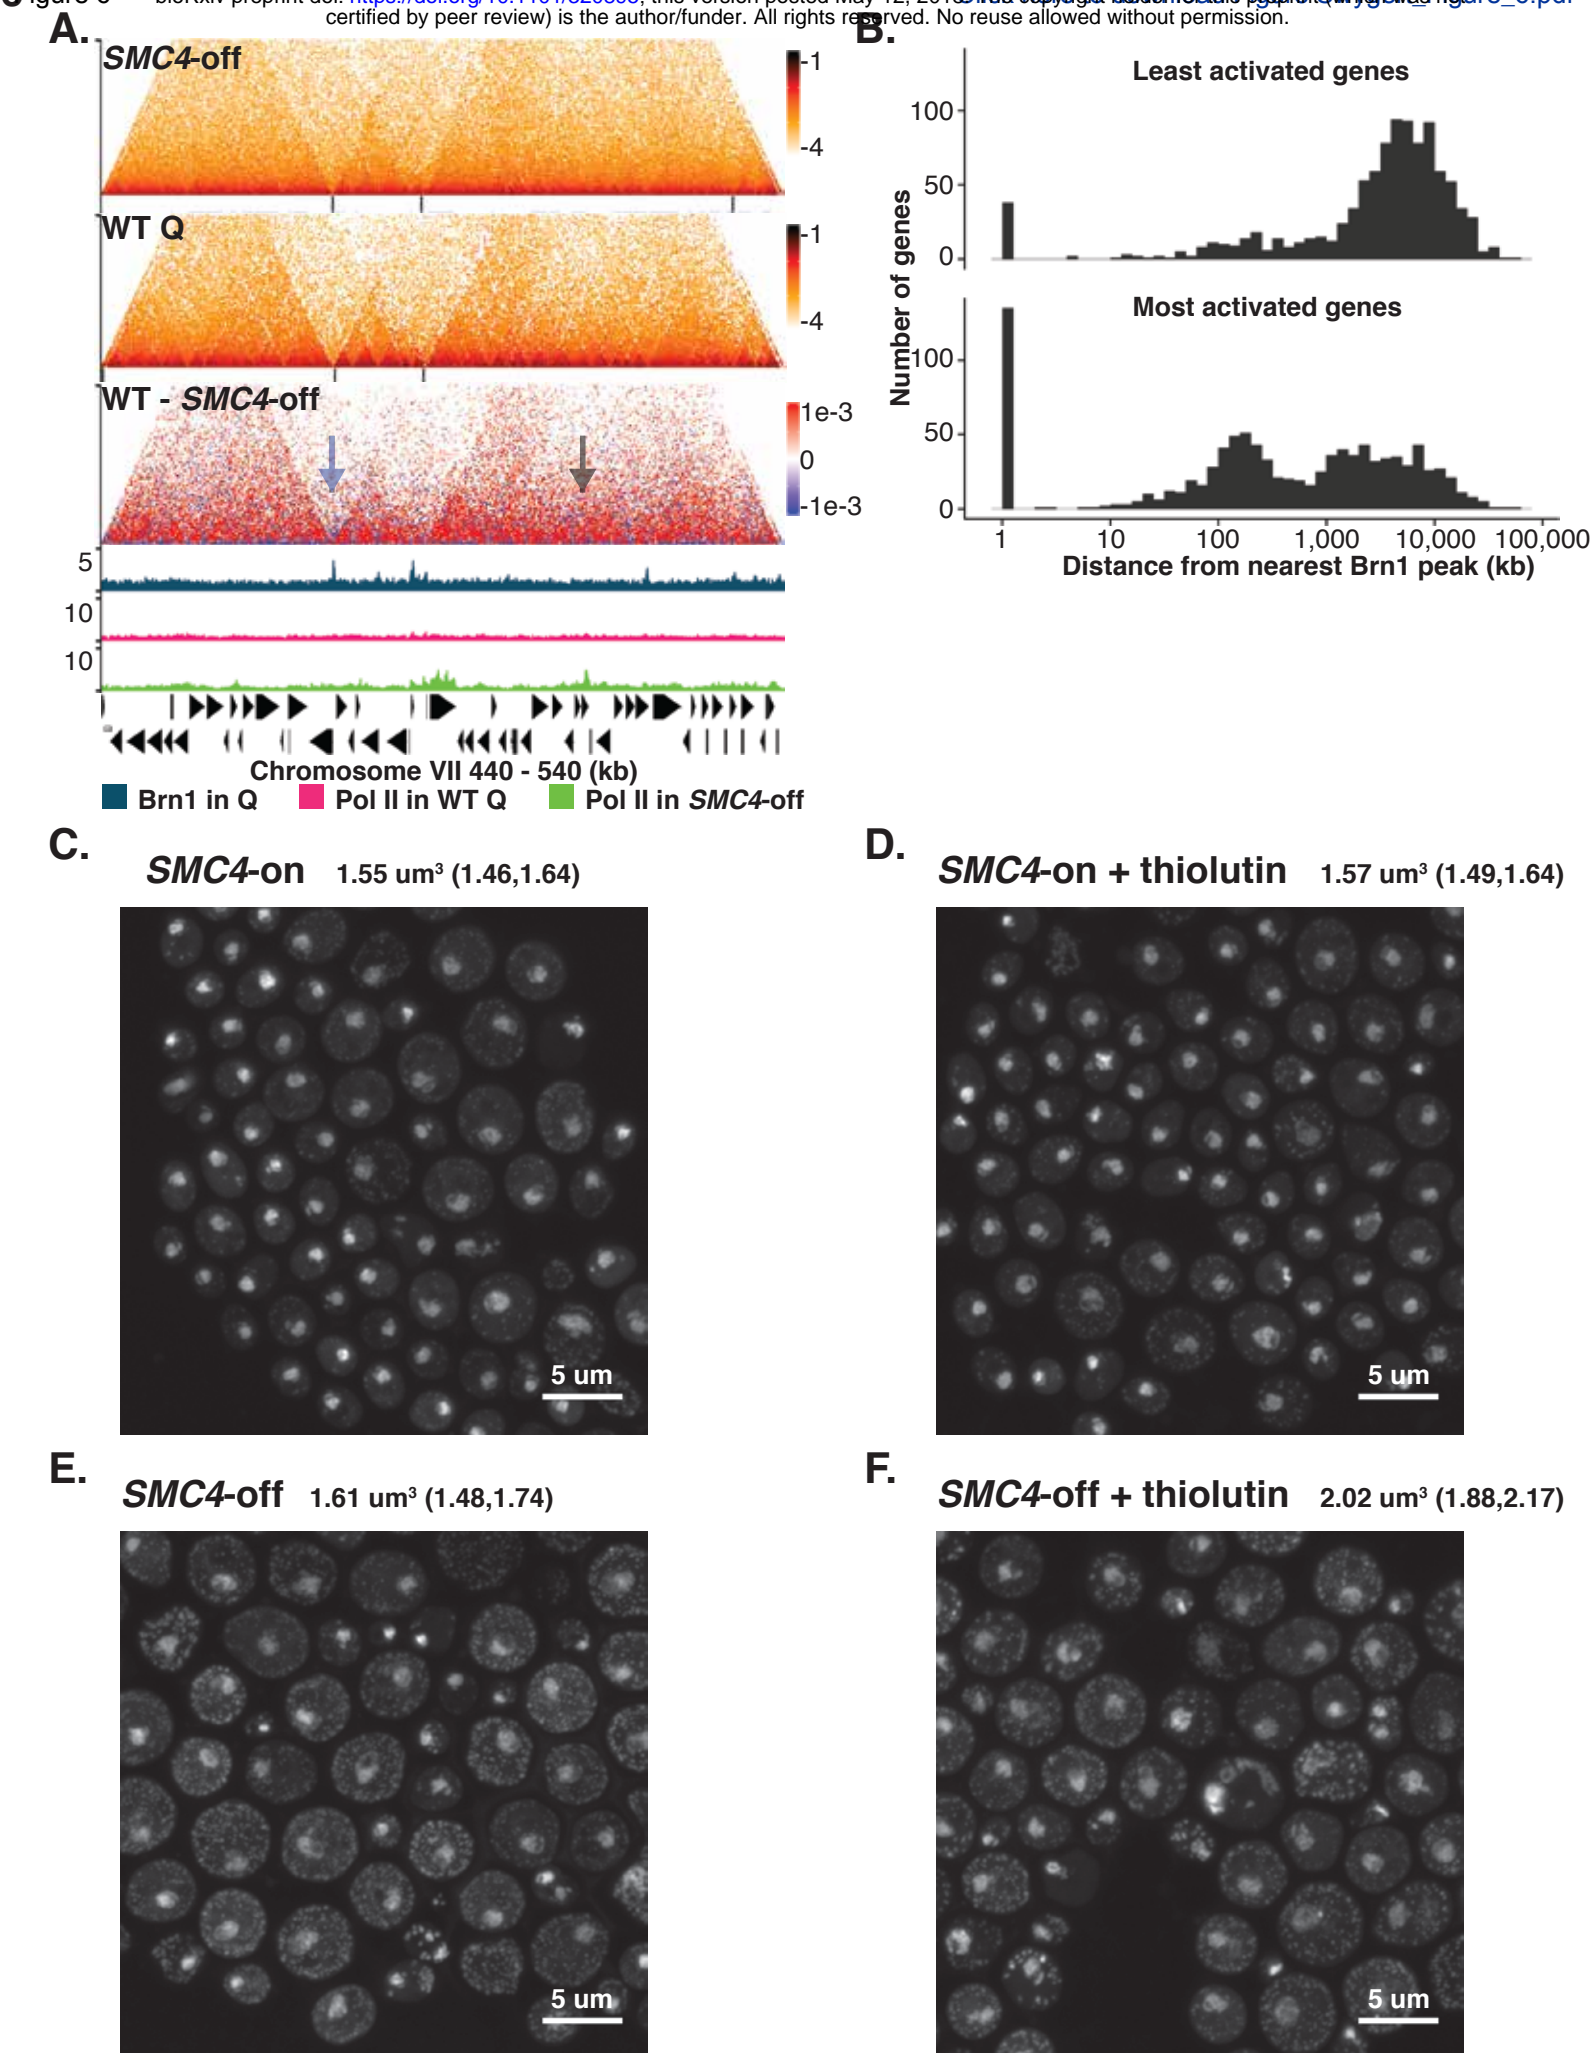 certified by peer review) is the author/funder. All rights reserved. No reuse allowed without permission.
A.
SMC4-off
-1
-4
WT Q
-1
-4
WT - SMC4-off
1e-3
0
-1e-3
5
10
10
Chromosome VII 440 - 540 (kb)
Brn1 in Q
Pol II in WT Q
Pol II in SMC4-off
B.
Least activated genes
100
50
0
Most activated genes
100
50
0
Number of genes
1
10
100
1,000
10,000
100,000
Distance from nearest Brn1 peak (kb)
C.
SMC4-on 1.55 um³ (1.46,1.64)
5 um
D.
SMC4-on + thiolutin 1.57 um³ (1.49,1.64)
5 um
E.
SMC4-off 1.61 um³ (1.48,1.74)
5 um
F.
SMC4-off + thiolutin 2.02 um³ (1.88,2.17)
5 um